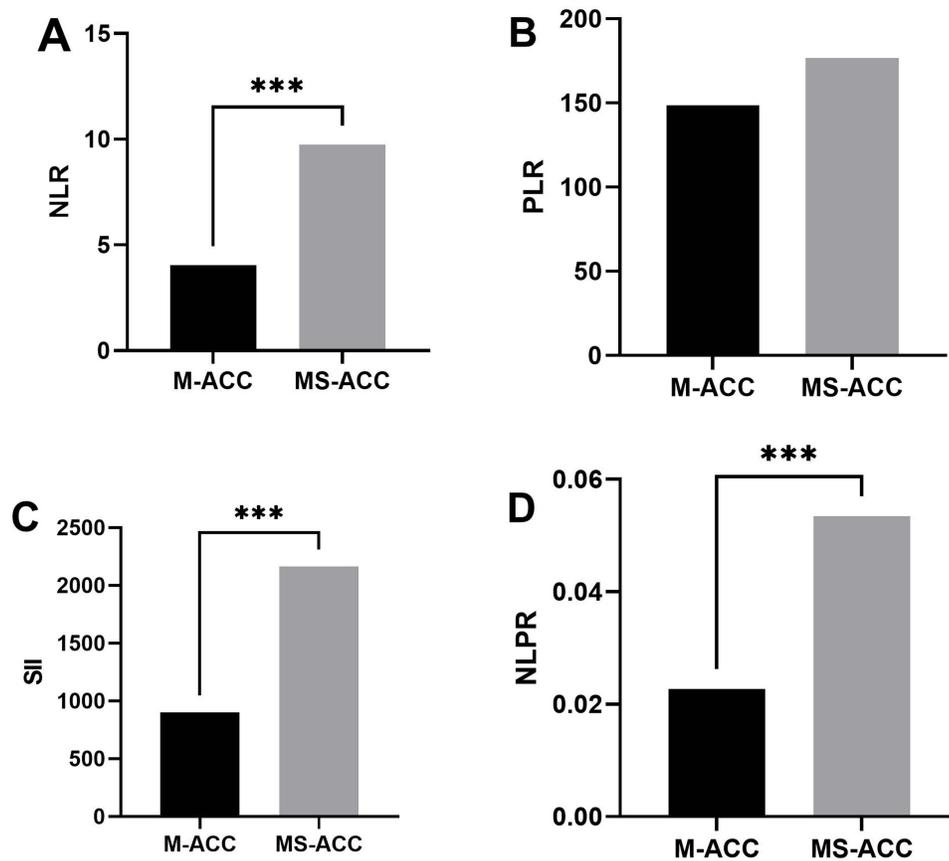 A
NLR
15
10
5
0
***
M-ACC MS-ACC
B
PLR
200
150
100
50
0
M-ACC MS-ACC
C
SII
2500
2000
1500
1000
500
0
***
M-ACC MS-ACC
D
NLPR
0.06
0.04
0.02
0.00
***
M-ACC MS-ACC